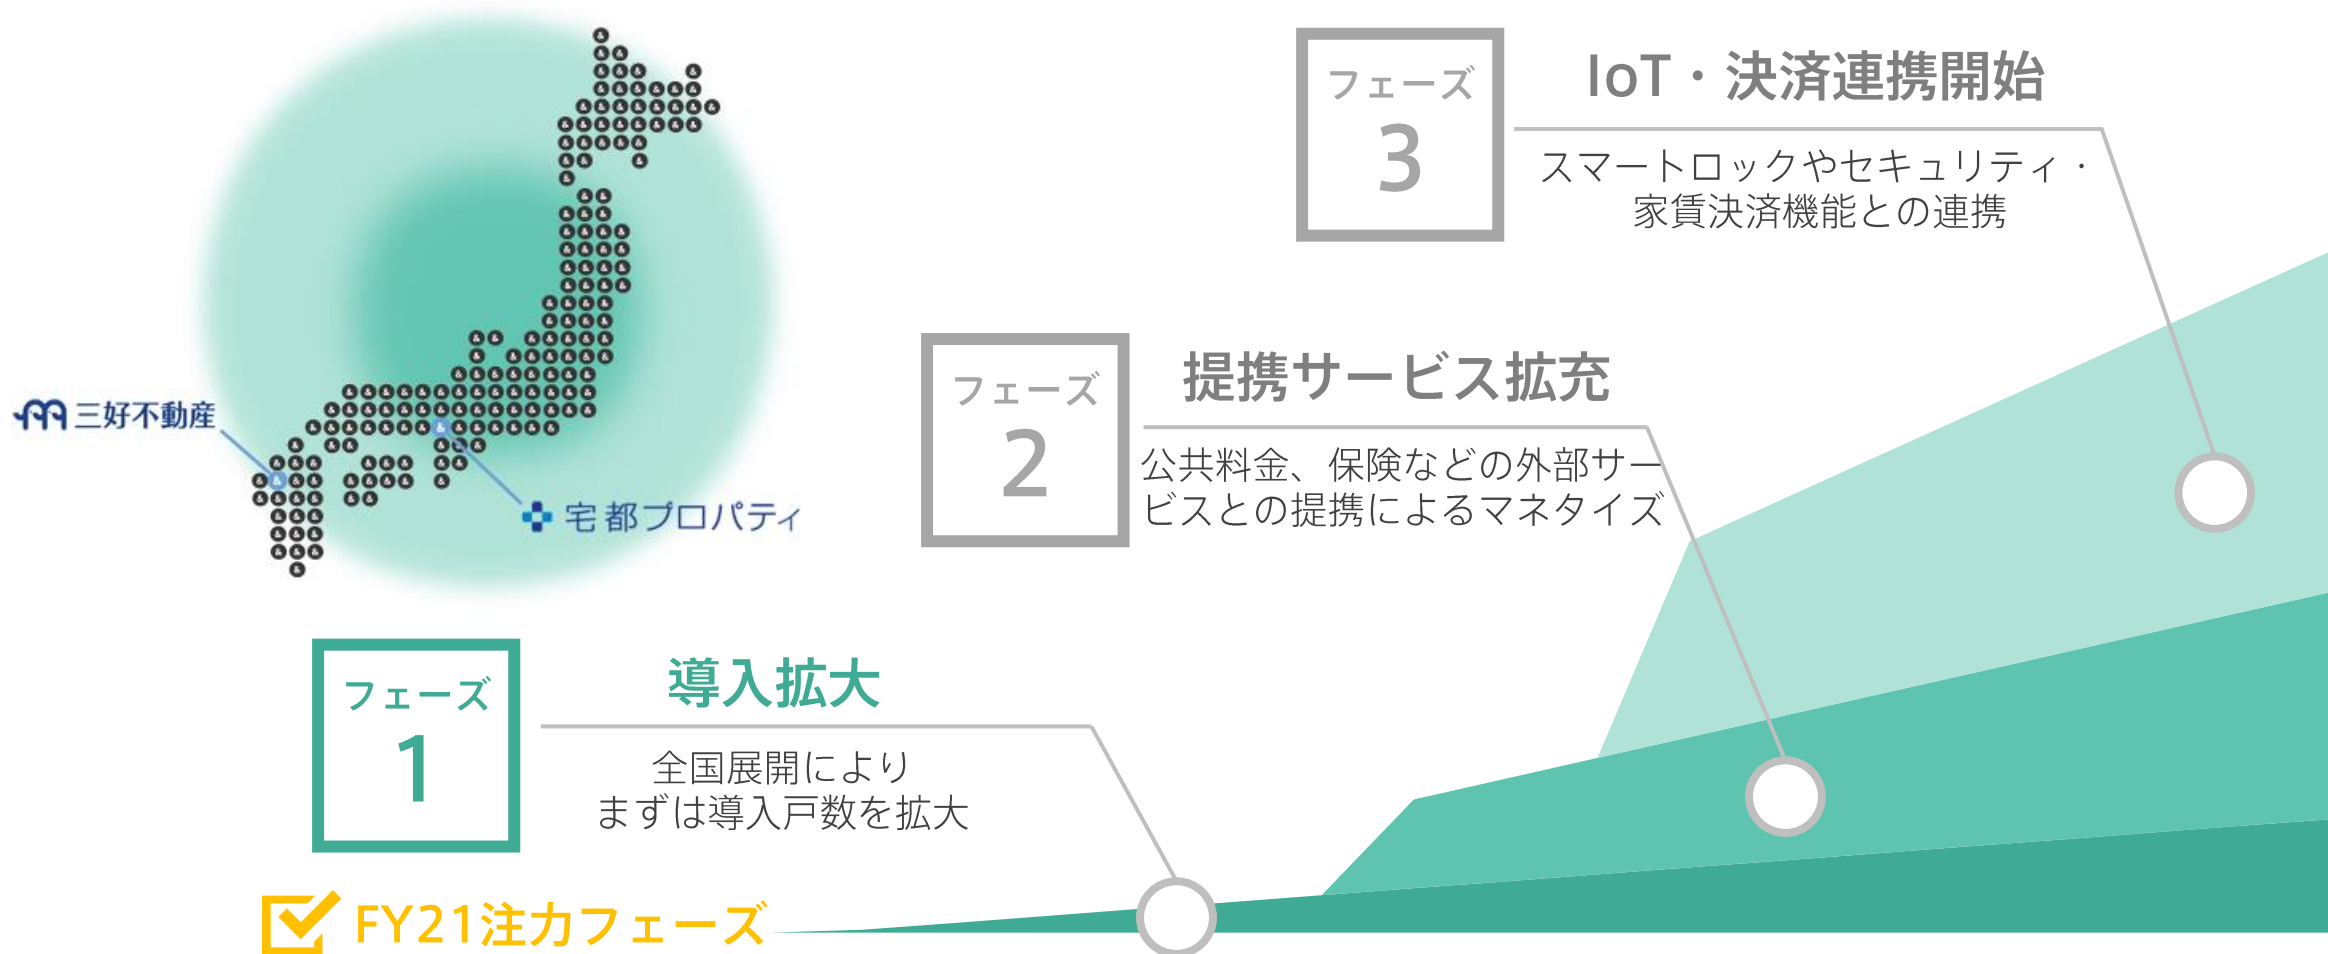 三好不動産
宅都プロパティ
フェーズ
1
導入拡大
全国展開により
まずは導入戸数を拡大
FY21注力フェーズ
フェーズ
2
提携サービス拡充
公共料金、保険などの外部サー
ビスとの提携によるマネタイズ
フェーズ
3
IoT・決済連携開始
スマートロックやセキュリティ・
家賃決済機能との連携